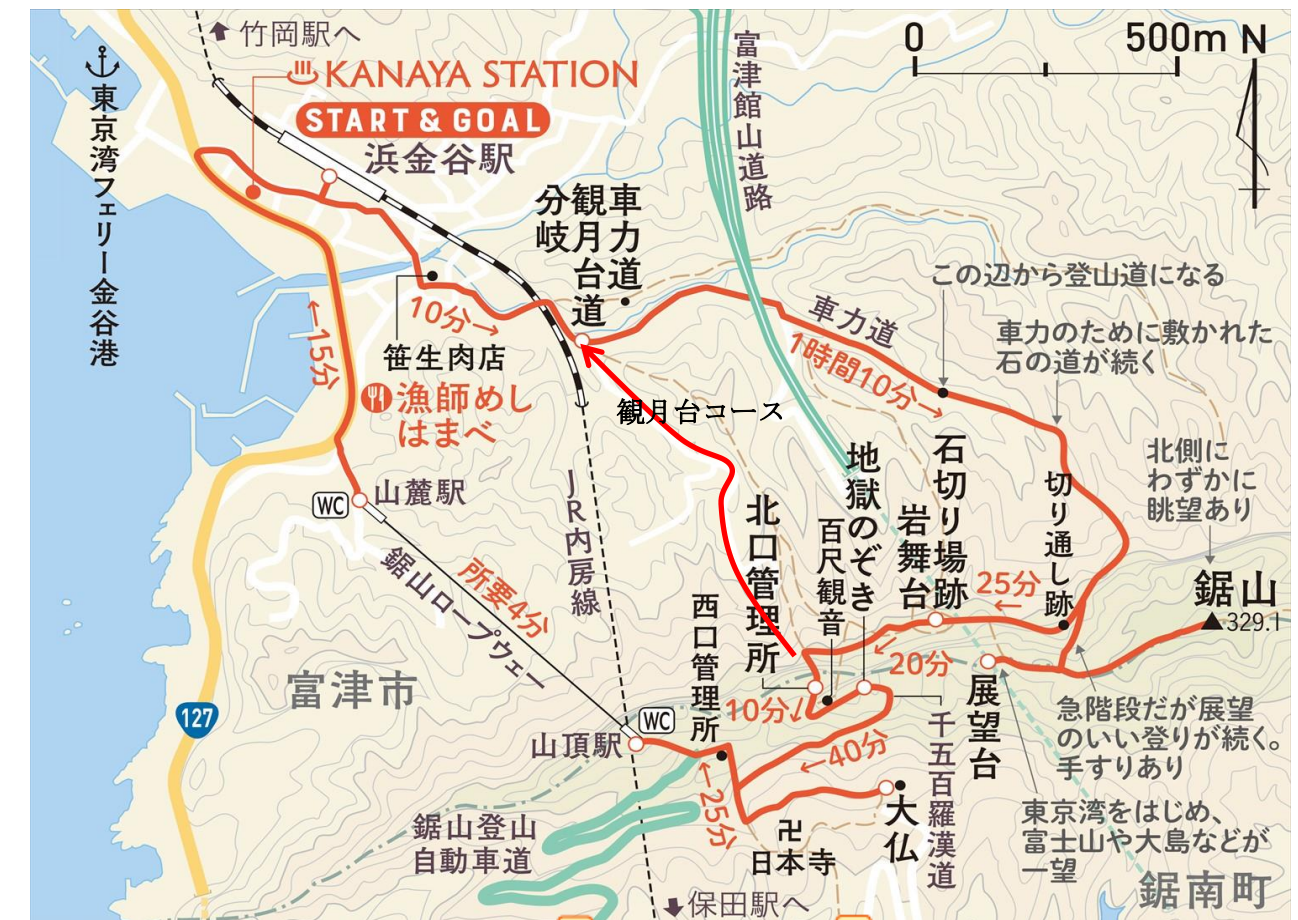 竹岡駅へ
KANAYA STATION
START & GOAL
浜金谷駅
東京湾フェリー金谷港
富津館山道路
0 500m N
車力道・
観月台道
分岐
10分→
笹生肉店
漁師めし
はまべ
←15分
この辺から登山道になる
車力道
1時間10分→
車力のために敷かれた
石の道が続く
観月台コース
北側に
わずかに
眺望あり
鋸山
▲329.1
切り通し跡
石切り場跡
岩舞台
25分
←
地獄のぞき
百尺観音
北口管理所
←20分
10分↓
WC
山麓駅
鋸山ロープウェー
所要4分
JR内房線
西口管理所
富津市
127
WC
山頂駅
←25分
←40分
千五百羅漢道
展望台
急階段だが展望
のいい登りが続く。
手すりあり
大仏
東京湾をはじめ、
富士山や大島などが
一望
卍
日本寺
鋸山登山
自動車道
保田駅へ
鋸南町